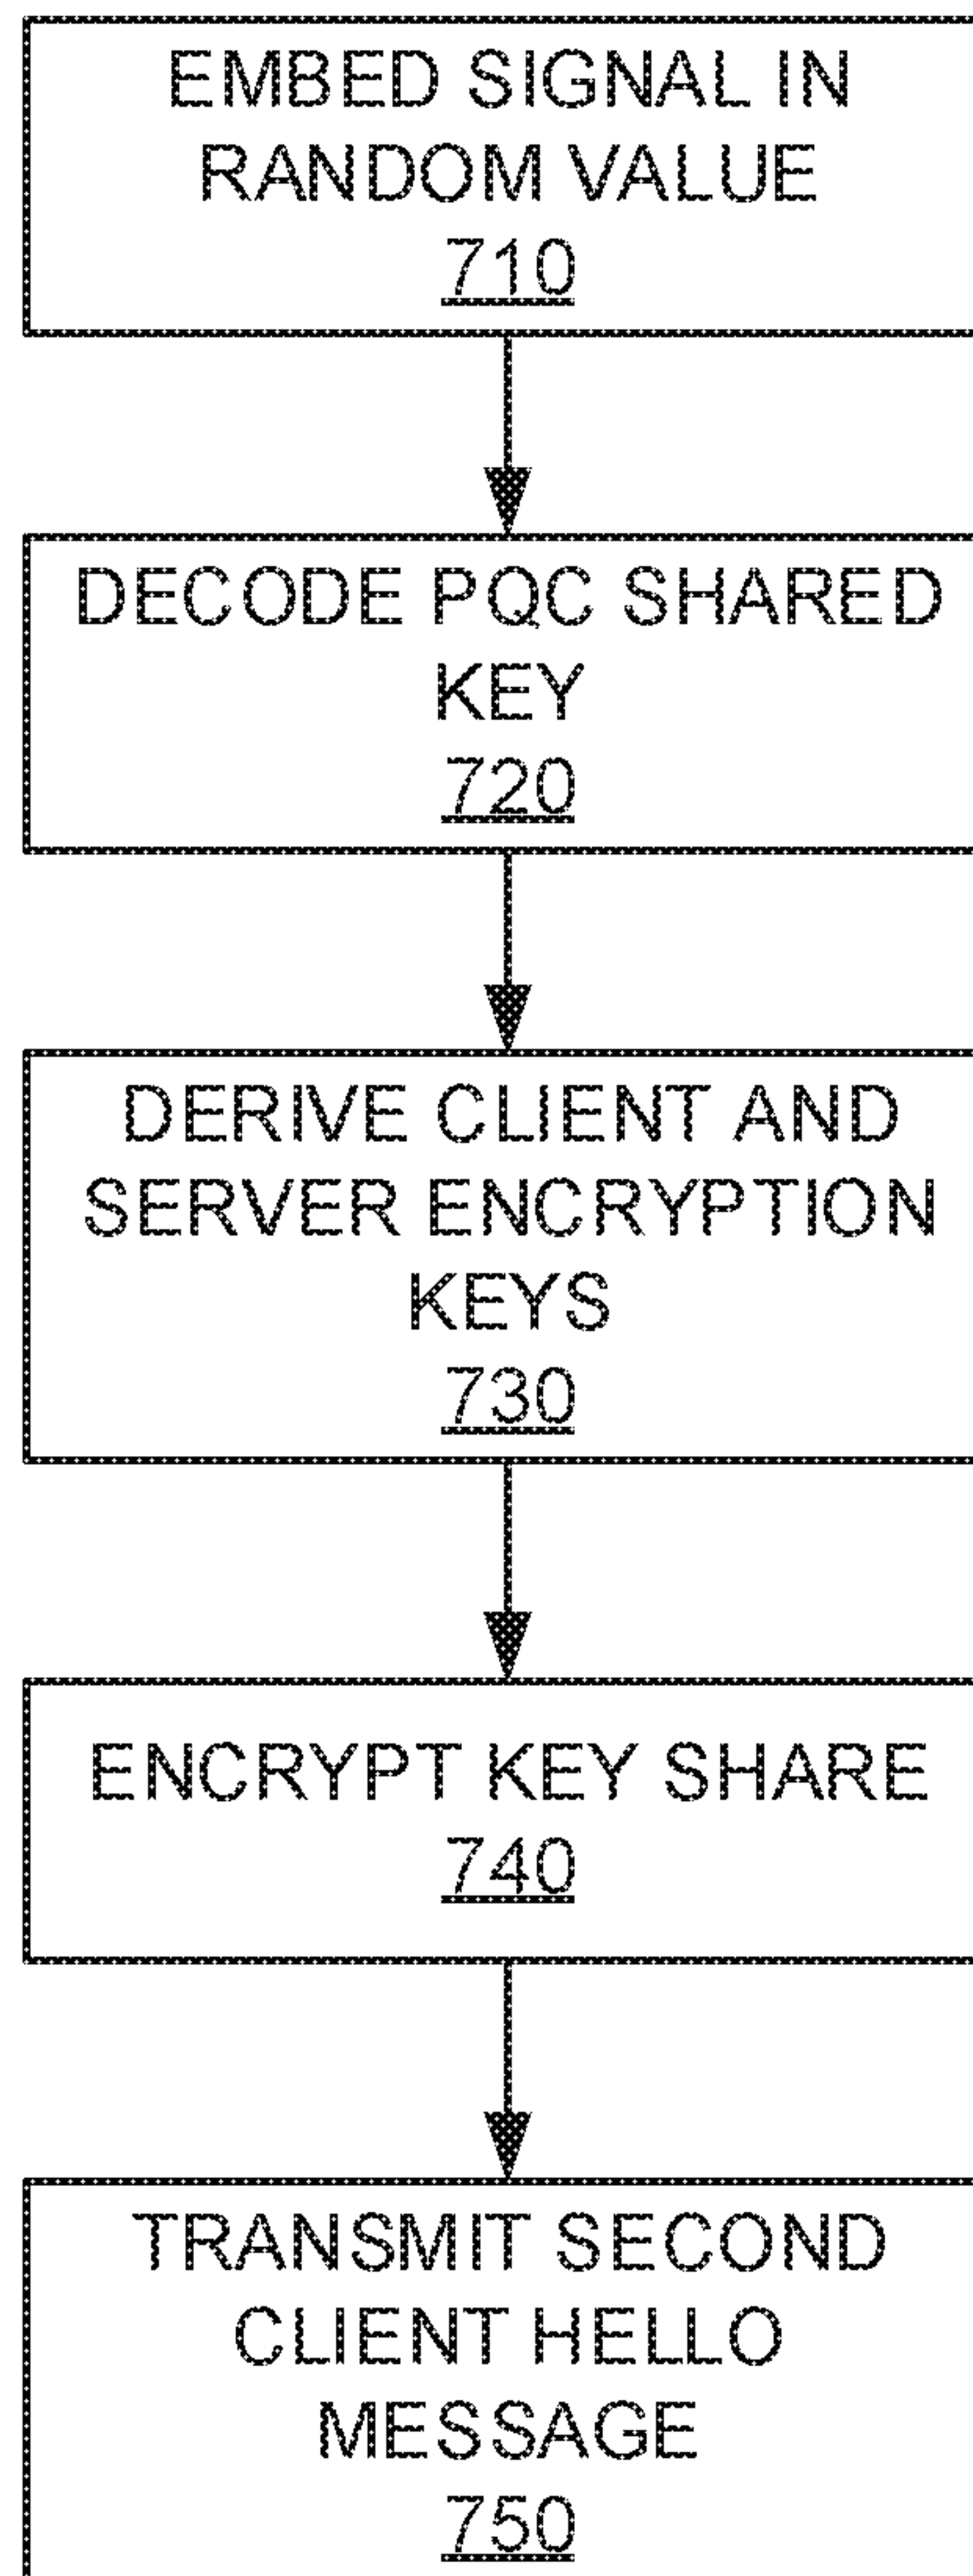 EMBED SIGNAL IN
RANDOM VALUE
710
DECODE PQC SHARED
KEY
720
DERIVE CLIENT AND
SERVER ENCRYPTION
KEYS
730
ENCRYPT KEY SHARE
740
TRANSMIT SECOND
CLIENT HELLO
MESSAGE
750